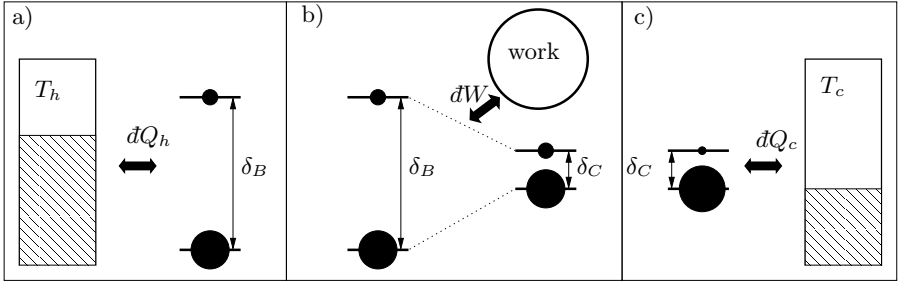 a)
T_h
đQ_h
δ_B
b)
work
đW
δ_B
δ_C
c)
T_c
δ_C
đQ_c